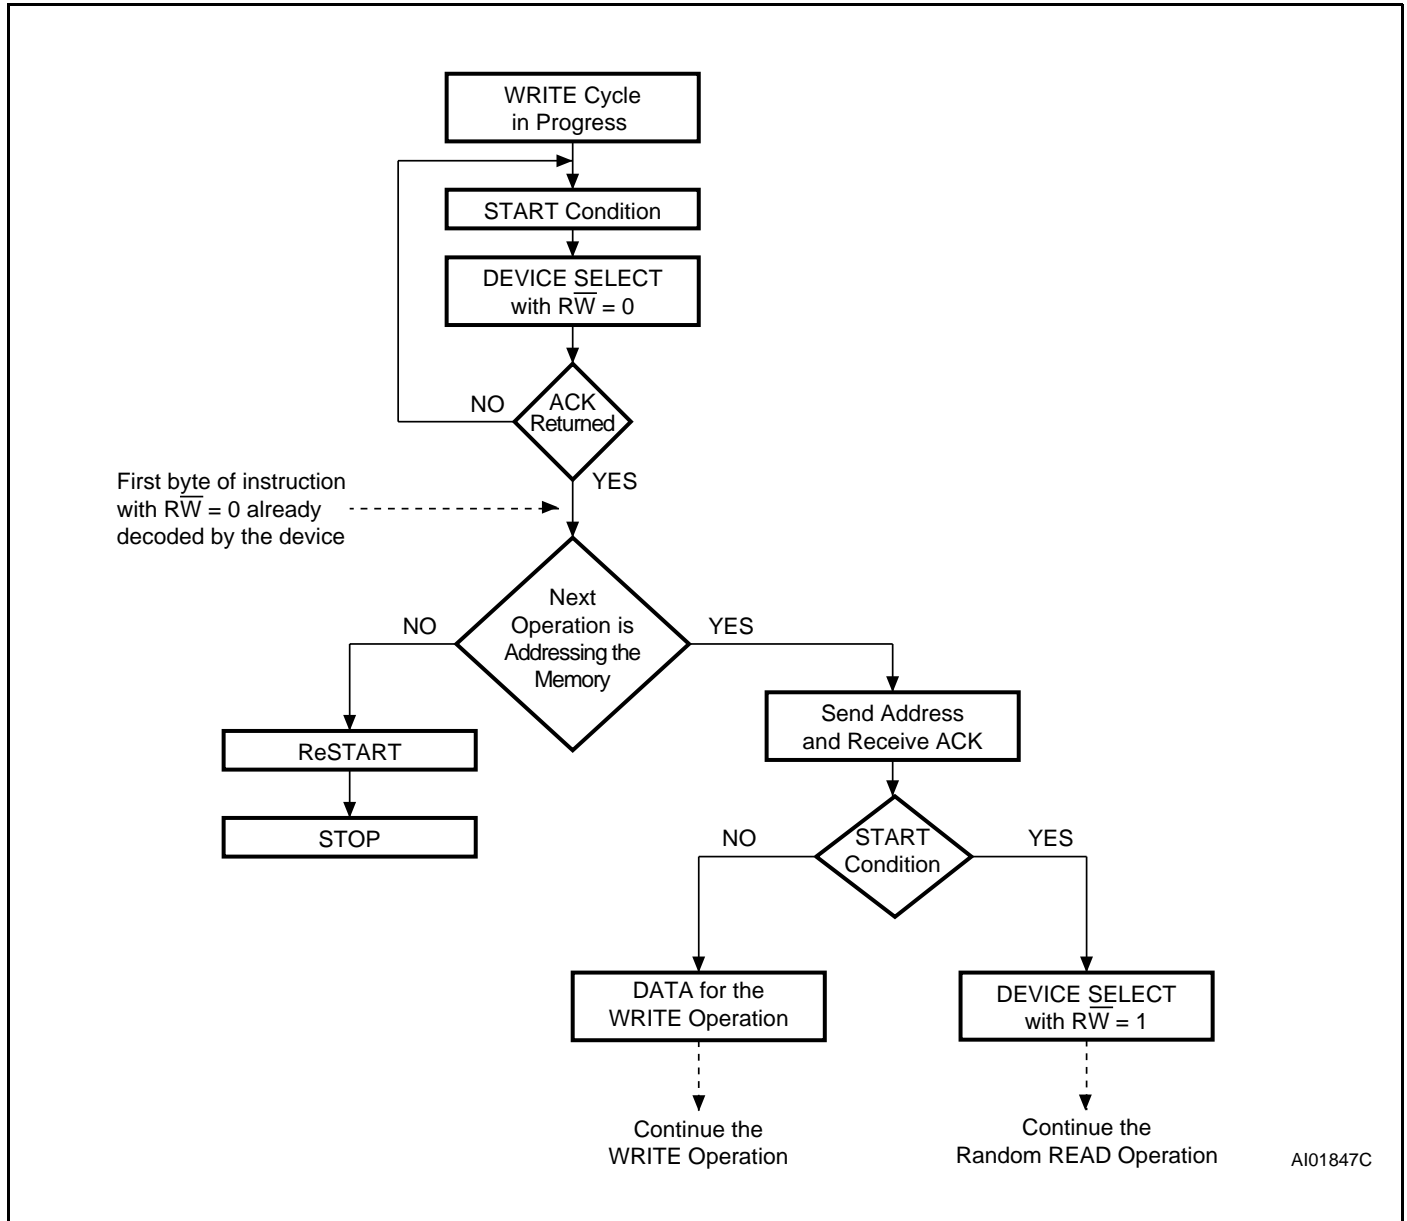 WRITE Cycle
in Progress
START Condition
DEVICE SELECT
with RW̅ = 0
ACK
Returned
NO
YES
First byte of instruction
with RW̅ = 0 already
decoded by the device
Next
Operation is
Addressing the
Memory
NO
YES
ReSTART
STOP
Send Address
and Receive ACK
START
Condition
NO
YES
DATA for the
WRITE Operation
DEVICE SELECT
with RW̅ = 1
Continue the
WRITE Operation
Continue the
Random READ Operation
AI01847C